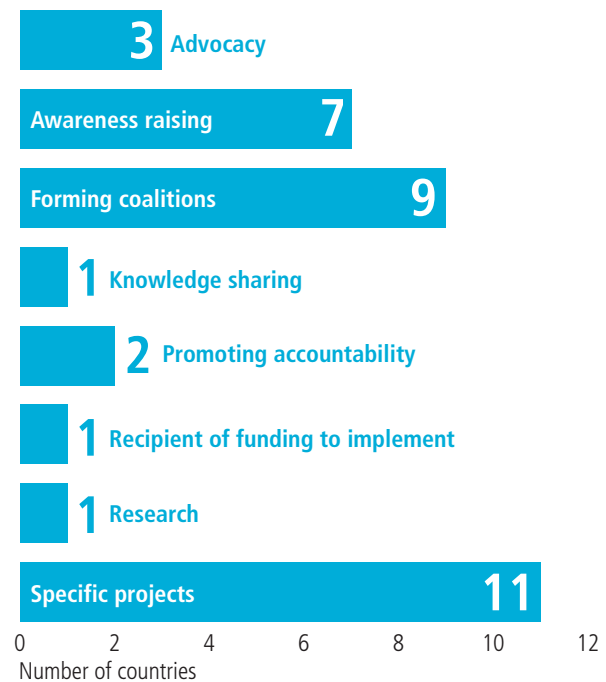 3 Advocacy
Awareness raising 7
Forming coalitions 9
1 Knowledge sharing
2 Promoting accountability
1 Recipient of funding to implement
1 Research
Specific projects 11
0 2 4 6 8 10 12
Number of countries